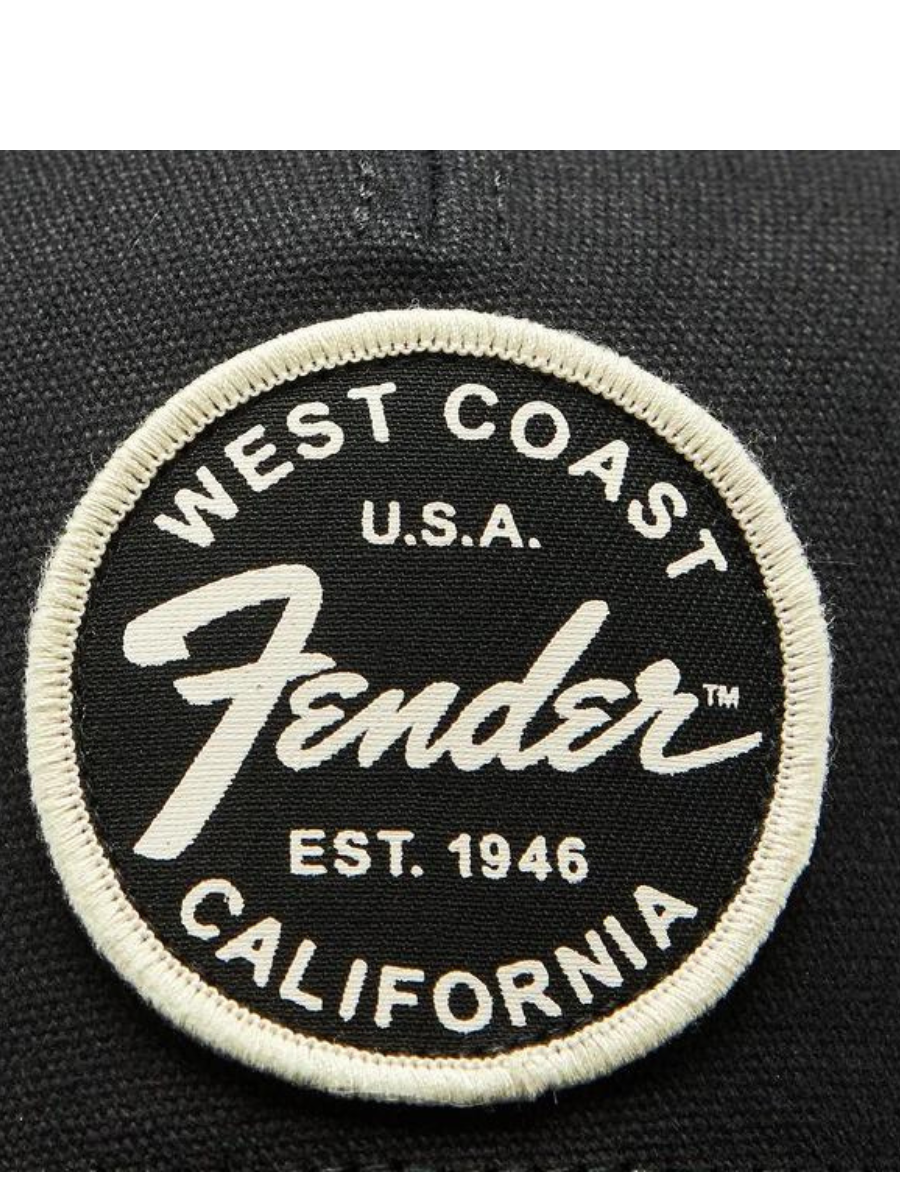 WEST COAST
U.S.A.
Fender™
EST. 1946
CALIFORNIA